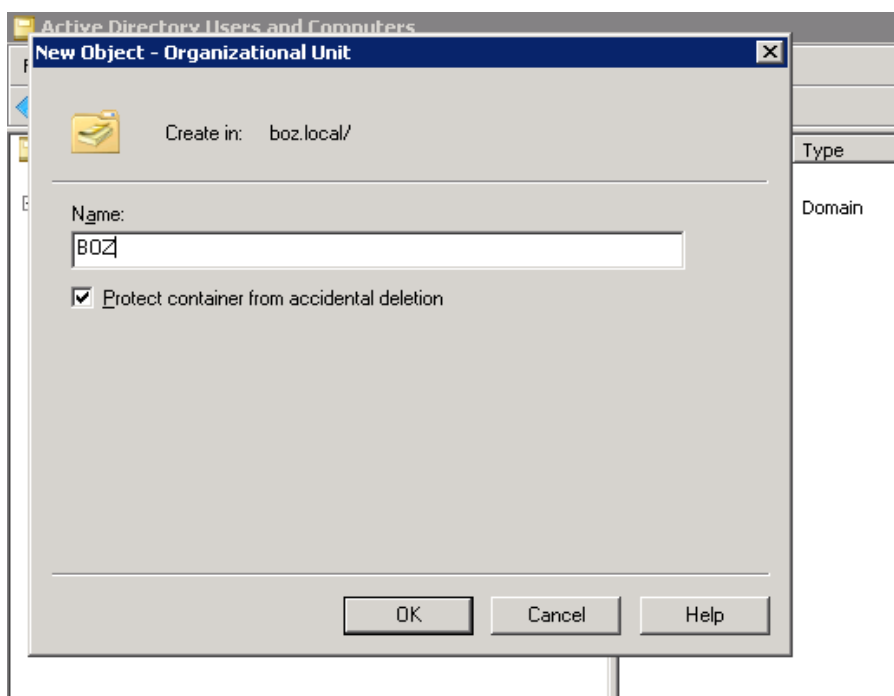 Active Directory Users and Computers
New Object - Organizational Unit
Create in: boz.local/
Type
Name:
Domain
BOZ
Protect container from accidental deletion
OK Cancel Help